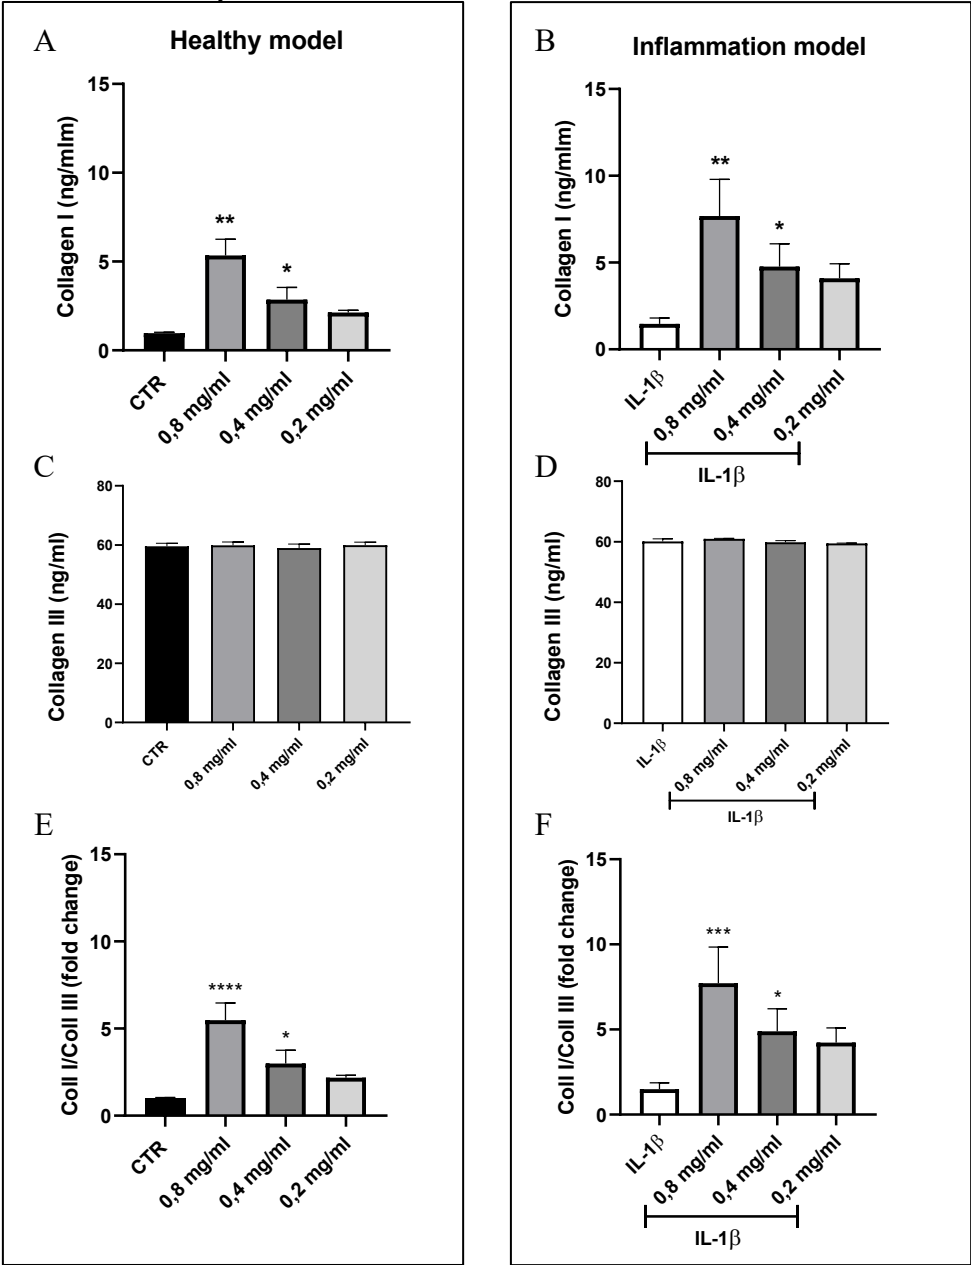 A
Healthy model
15
10
5
0
Collagen I (ng/mlm)
**
*
CTR
0,8 mg/ml
0,4 mg/ml
0,2 mg/ml
B
Inflammation model
15
10
5
0
Collagen I (ng/mlm)
**
*
IL-1β
0,8 mg/ml
0,4 mg/ml
0,2 mg/ml
IL-1β
C
80
60
40
20
0
Collagen III (ng/ml)
CTR
0,8 mg/ml
0,4 mg/ml
0,2 mg/ml
D
80
60
40
20
0
Collagen III (ng/ml)
IL-1β
0,8 mg/ml
0,4 mg/ml
0,2 mg/ml
IL-1β
E
15
10
5
0
Coll I/Coll III (fold change)
****
*
CTR
0,8 mg/ml
0,4 mg/ml
0,2 mg/ml
F
15
10
5
0
Coll I/Coll III (fold change)
***
*
IL-1β
0,8 mg/ml
0,4 mg/ml
0,2 mg/ml
IL-1β